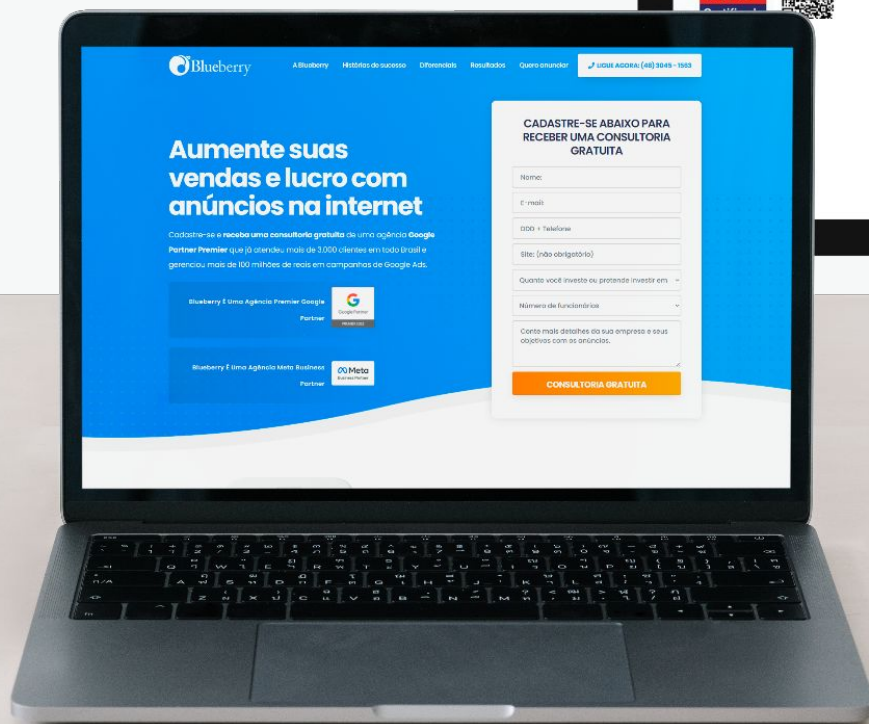 Blueberry
A Blueberry
Histórias de sucesso
Diferenciais
Resultados
Quero anunciar
LIGUE AGORA: (48) 3045 - 1563
Aumente suas
vendas e lucro com
anúncios na internet
Cadastre-se e receba uma consultoria gratuita de uma agência Google
Partner Premier que já atendeu mais de 3.000 clientes em todo Brasil e
gerenciou mais de 100 milhões de reais em campanhas de Google Ads.
Blueberry É Uma Agência Premier Google
Partner
Google Partner
Blueberry É Uma Agência Meta Business
Partner
Meta
Business Partner
CADASTRE-SE ABAIXO PARA
RECEBER UMA CONSULTORIA
GRATUITA
Nome:
E-mail:
DDD + Telefone
Site: (não obrigatório)
Quanto você investe ou pretende investir em
Número de funcionários
Conte mais detalhes da sua empresa e seus
objetivos com os anúncios.
CONSULTORIA GRATUITA
Q W E R T Y U I O P
A S D F G H J K L
Z X C V B N M